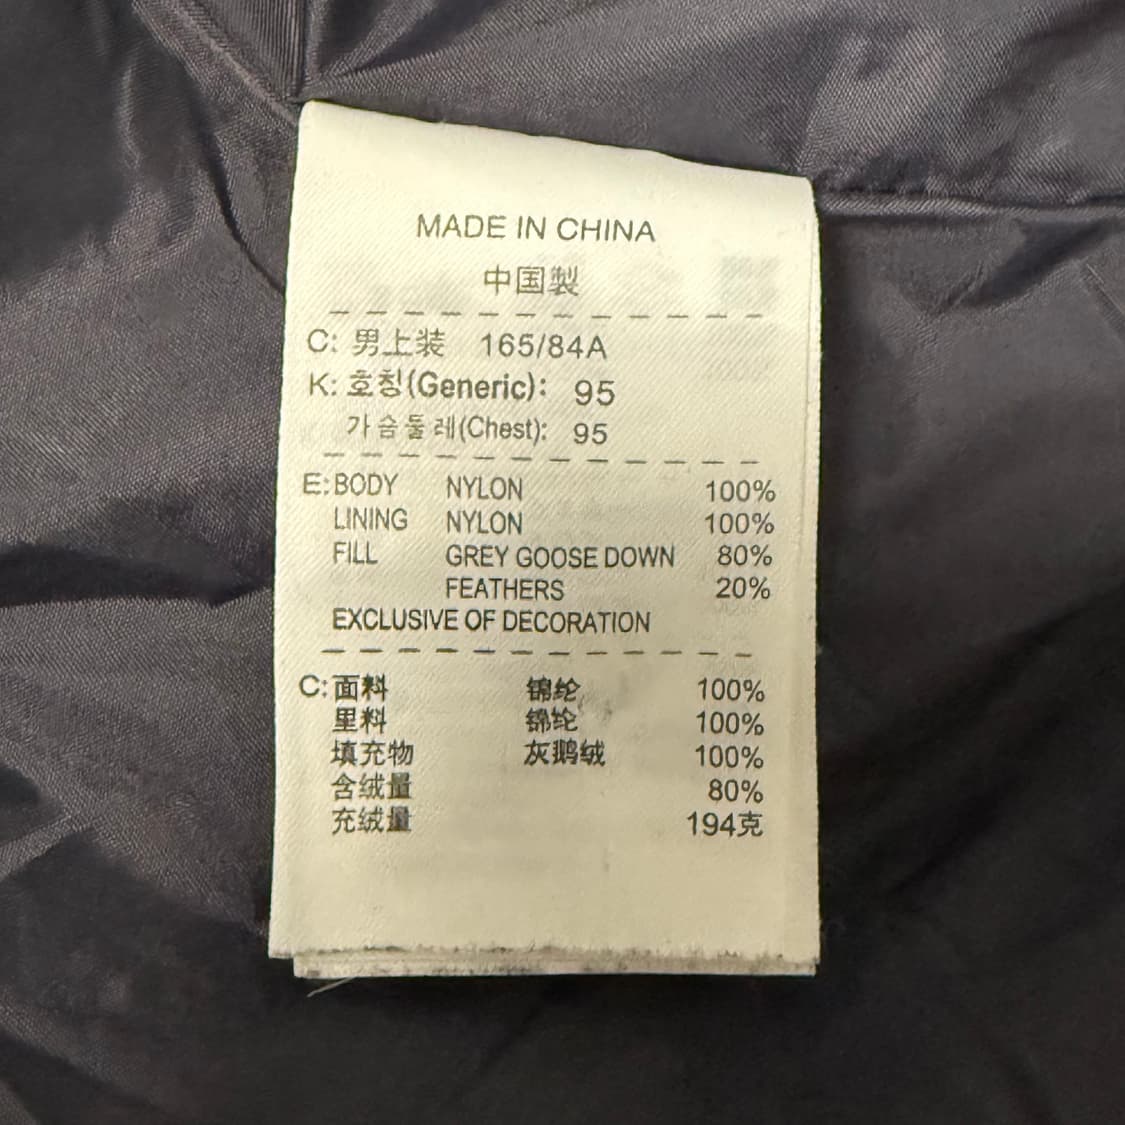 MADE IN CHINA
中国製
C: 男上装 165/84A
K: 호칭(Generic): 95
가슴둘레(Chest): 95
E: BODY NYLON 100%
LINING NYLON 100%
FILL GREY GOOSE DOWN 80%
FEATHERS 20%
EXCLUSIVE OF DECORATION
C: 面料 锦纶 100%
里料 锦纶 100%
填充物 灰鹅绒 100%
含绒量 80%
充绒量 194克